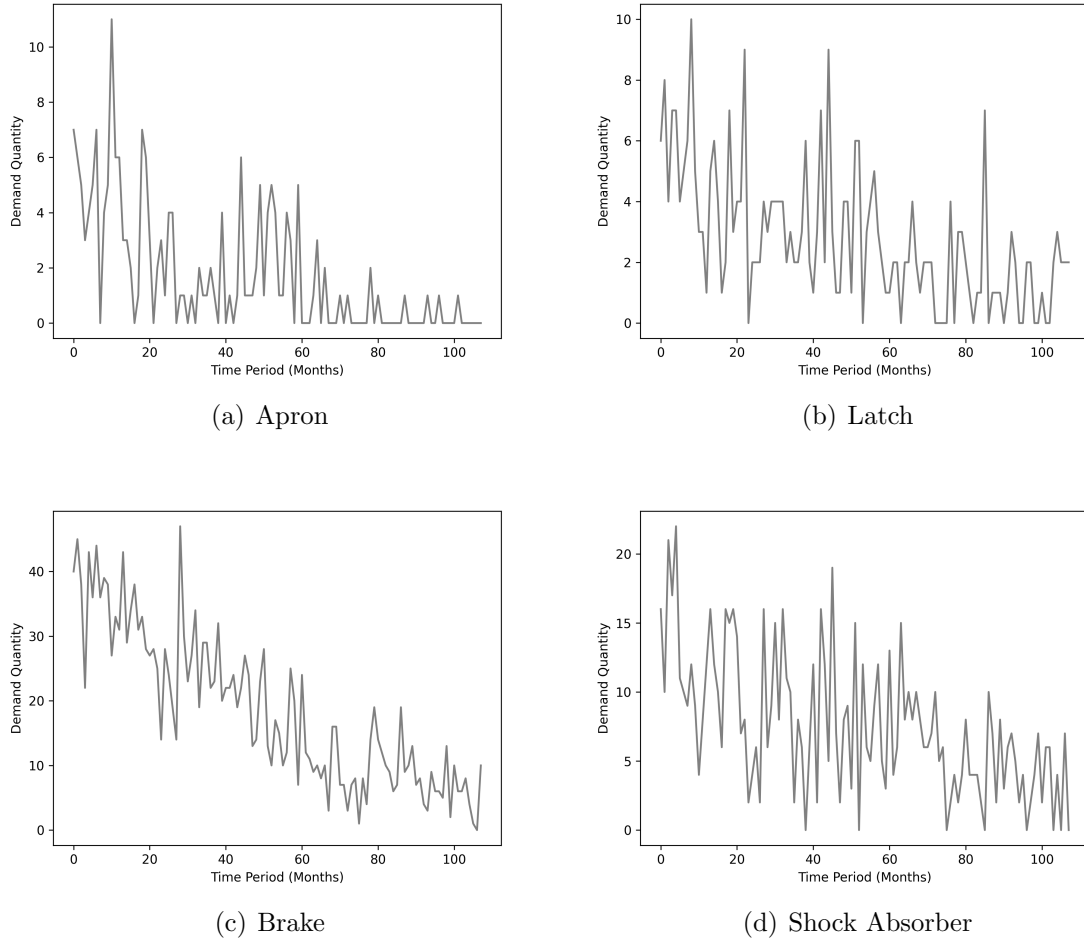 10
8
6
4
2
0
Demand Quantity
0 20 40 60 80 100
Time Period (Months)
(a) Apron
10
8
6
4
2
0
Demand Quantity
0 20 40 60 80 100
Time Period (Months)
(b) Latch
40
30
20
10
0
Demand Quantity
0 20 40 60 80 100
Time Period (Months)
(c) Brake
20
15
10
5
0
Demand Quantity
0 20 40 60 80 100
Time Period (Months)
(d) Shock Absorber